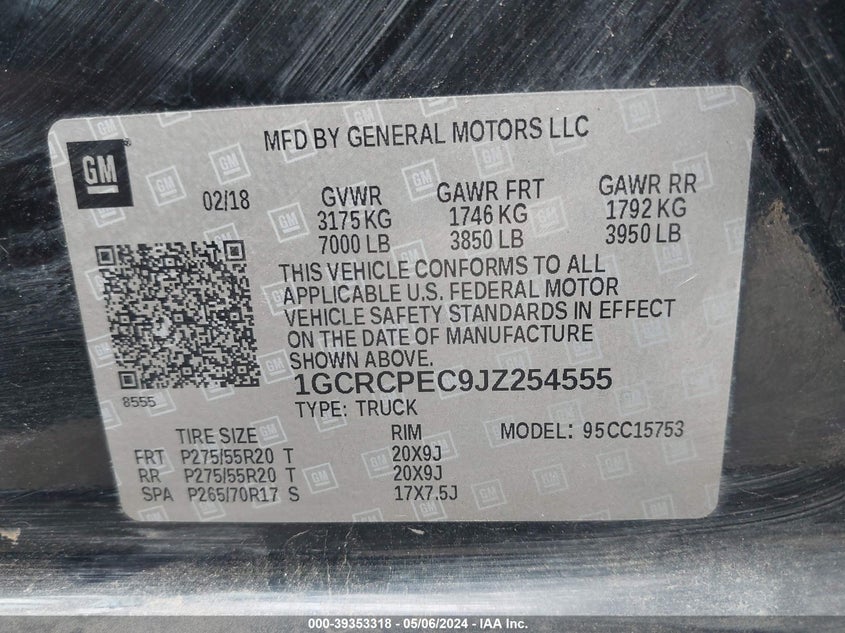 MFD BY GENERAL MOTORS LLC
GM
02/18
GVWR GAWR FRT GAWR RR
3175 KG 1746 KG 1792 KG
7000 LB 3850 LB 3950 LB
THIS VEHICLE CONFORMS TO ALL
APPLICABLE U.S. FEDERAL MOTOR
VEHICLE SAFETY STANDARDS IN EFFECT
ON THE DATE OF MANUFACTURE
SHOWN ABOVE.
8555
1GCRCPEC9JZ254555
TYPE: TRUCK
TIRE SIZE RIM MODEL: 95CC15753
FRT P275/55R20 T 20X9J
RR P275/55R20 T 20X9J
SPA P265/70R17 S 17X7.5J
000-39353318 - 05/06/2024 - IAA Inc.